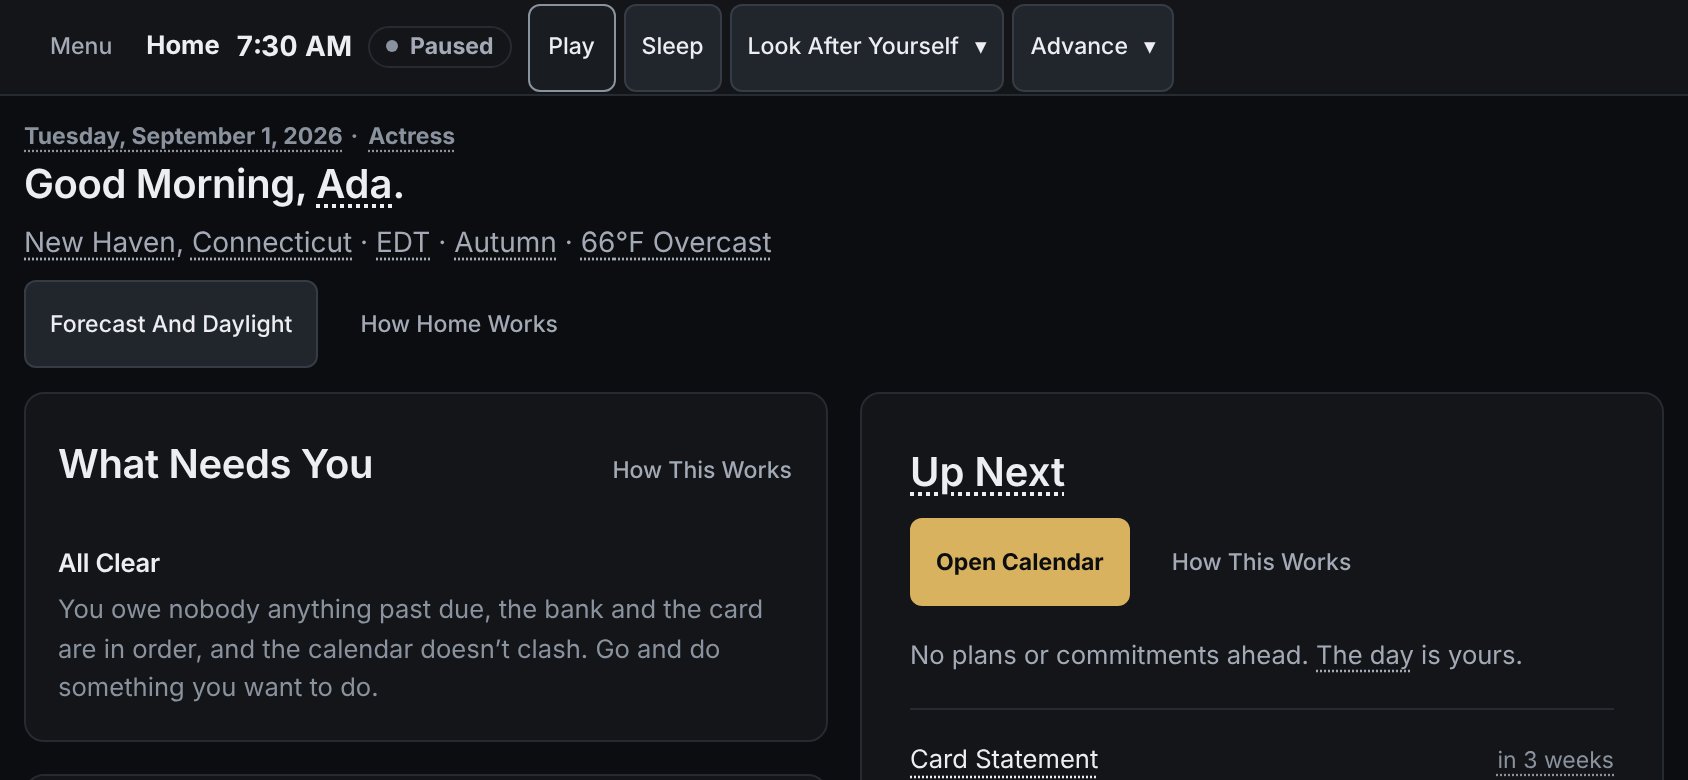 Menu Home 7:30 AM ● Paused Play Sleep Look After Yourself ▼ Advance ▼
Tuesday, September 1, 2026 · Actress
Good Morning, Ada.
New Haven, Connecticut · EDT · Autumn · 66°F Overcast
Forecast And Daylight How Home Works
What Needs You How This Works
All Clear
You owe nobody anything past due, the bank and the card
are in order, and the calendar doesn’t clash. Go and do
something you want to do.
Up Next
Open Calendar How This Works
No plans or commitments ahead. The day is yours.
Card Statement in 3 weeks